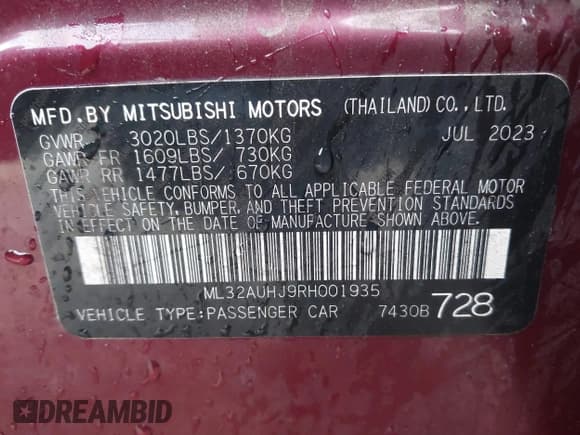 MFD.BY MITSUBISHI MOTORS (THAILAND)CO.,LTD.
GVWR 3020LBS/1370KG JUL 2023
GAWR FR 1609LBS/ 730KG
GAWR RR 1477LBS/ 670KG
THIS VEHICLE CONFORMS TO ALL APPLICABLE FEDERAL MOTOR
VEHICLE SAFETY, BUMPER, AND THEFT PREVENTION STANDARDS
IN EFFECT ON THE DATE OF MANUFACTURE SHOWN ABOVE.
ML32AUHJ9RH001935
VEHICLE TYPE:PASSENGER CAR 7430B 728
DREAMBID